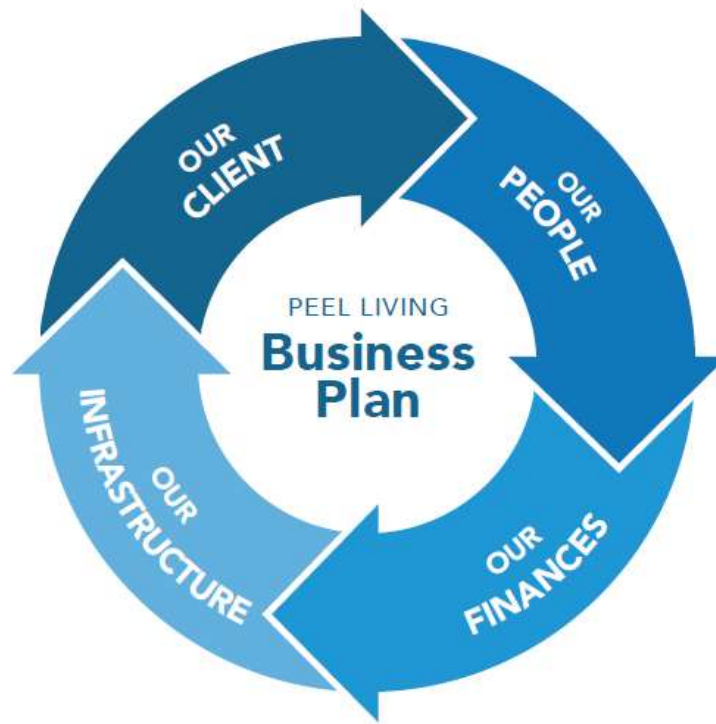 OUR
CLIENT
OUR
PEOPLE
PEEL LIVING
Business
Plan
OUR
INFRASTRUCTURE
OUR
FINANCES